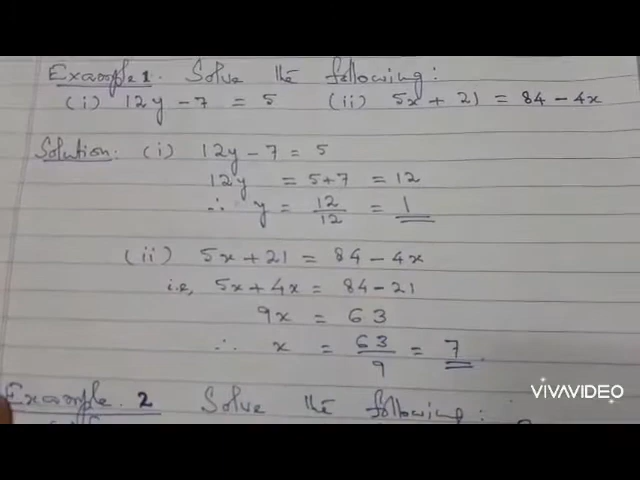 Example 1. Solve the following:
(i) 12y - 7 = 5 (ii) 5x + 21 = 84 - 4x
Solution: (i) 12y - 7 = 5
12y = 5+7 = 12
∴ y = 12/12 = 1
(ii) 5x + 21 = 84 - 4x
i.e, 5x + 4x = 84 - 21
9x = 63
∴ x = 63/9 = 7
Example. 2 Solve the following:
VIVAVIDEO